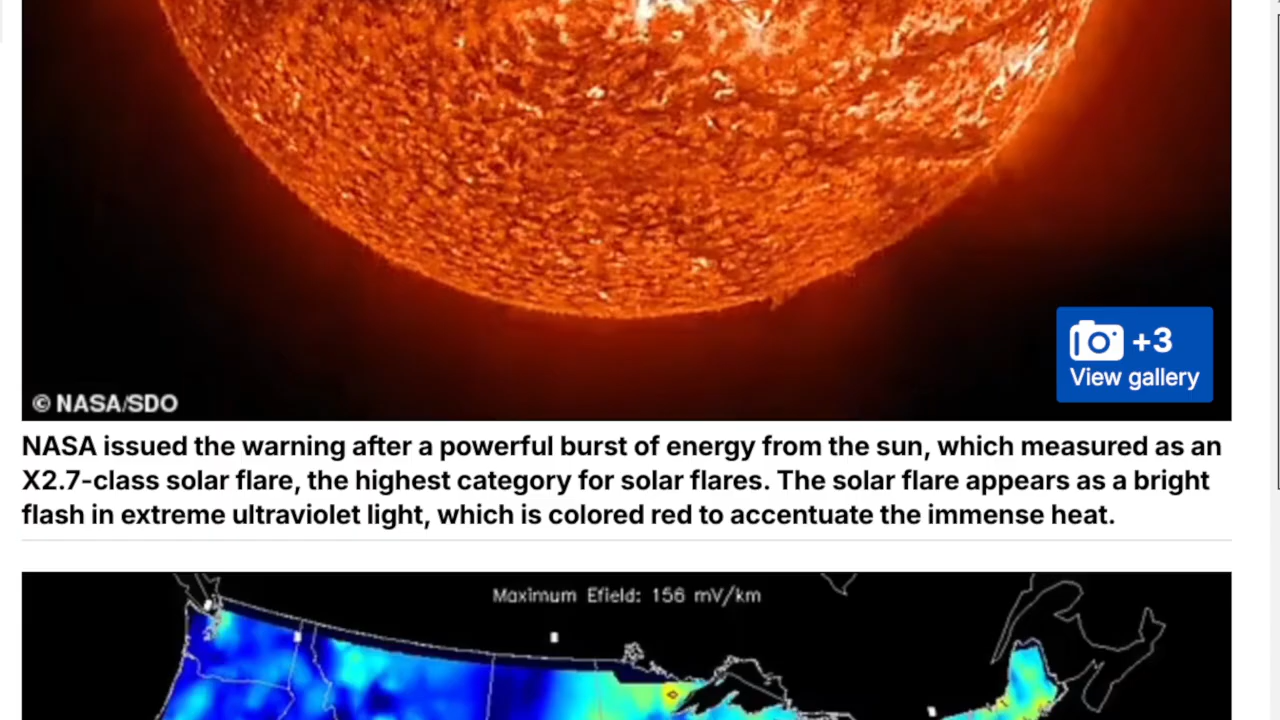 +3
View gallery
© NASA/SDO
NASA issued the warning after a powerful burst of energy from the sun, which measured as an
X2.7-class solar flare, the highest category for solar flares. The solar flare appears as a bright
flash in extreme ultraviolet light, which is colored red to accentuate the immense heat.
Maximum Efield: 156 mV/km